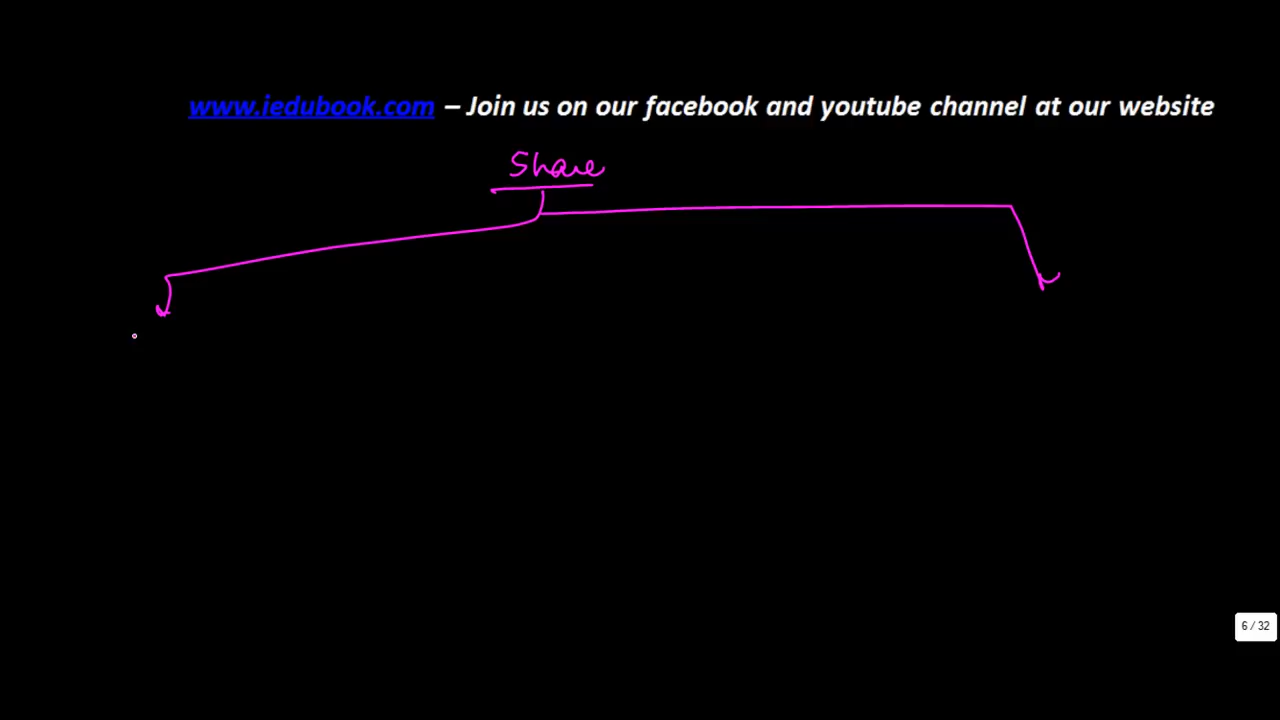 www.iedubook.com – Join us on our facebook and youtube channel at our website
Share
6 / 32